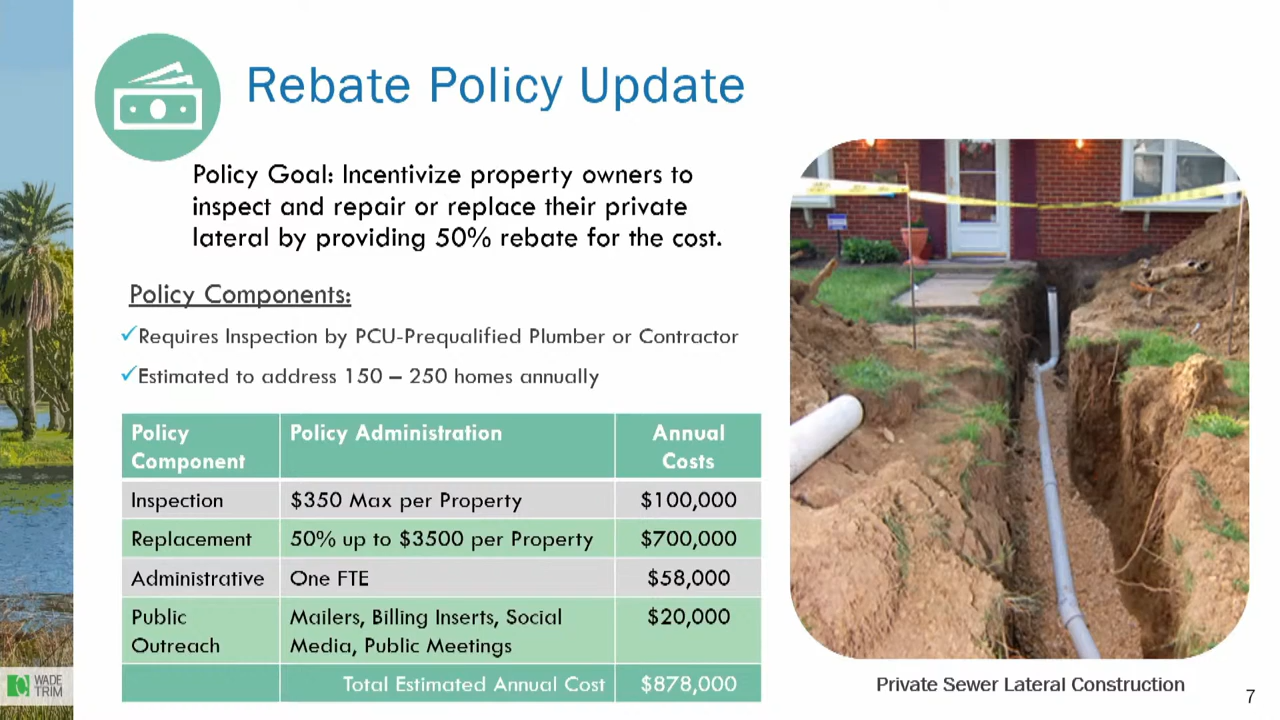 Rebate Policy Update
Policy Goal: Incentivize property owners to
inspect and repair or replace their private
lateral by providing 50% rebate for the cost.
Policy Components:
✓Requires Inspection by PCU-Prequalified Plumber or Contractor
✓Estimated to address 150 – 250 homes annually
Policy Component Policy Administration Annual Costs
Inspection $350 Max per Property $100,000
Replacement 50% up to $3500 per Property $700,000
Administrative One FTE $58,000
Public Outreach Mailers, Billing Inserts, Social Media, Public Meetings $20,000
Total Estimated Annual Cost $878,000
Private Sewer Lateral Construction
WADE
TRIM
7